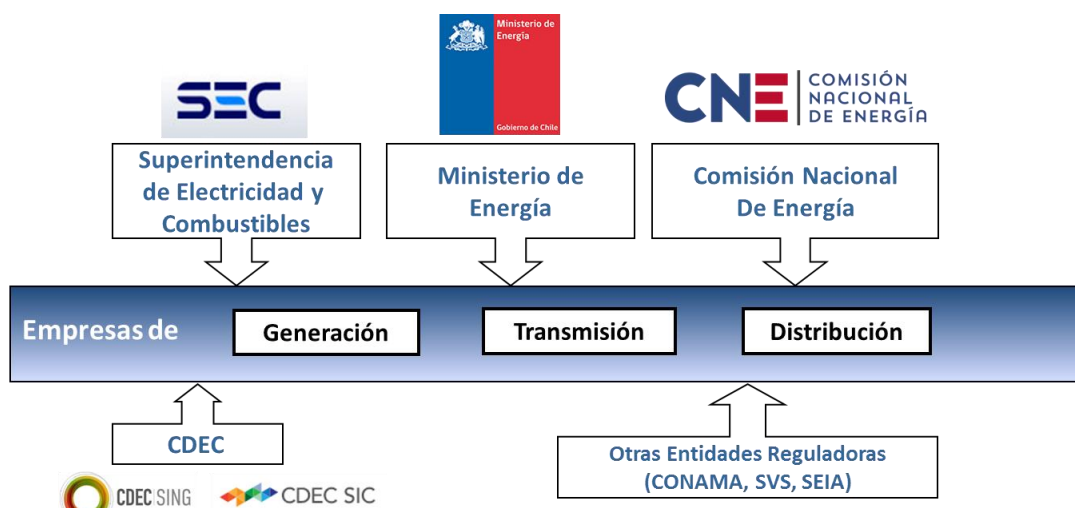 Ministerio de
Energía
Gobierno de Chile
SEC
CNE
COMISIÓN
NACIONAL
DE ENERGÍA
Superintendencia
de Electricidad y
Combustibles
Ministerio de
Energía
Comisión Nacional
De Energía
Empresas de
Generación
Transmisión
Distribución
CDEC
Otras Entidades Reguladoras
(CONAMA, SVS, SEIA)
CDEC|SING
CDEC SIC